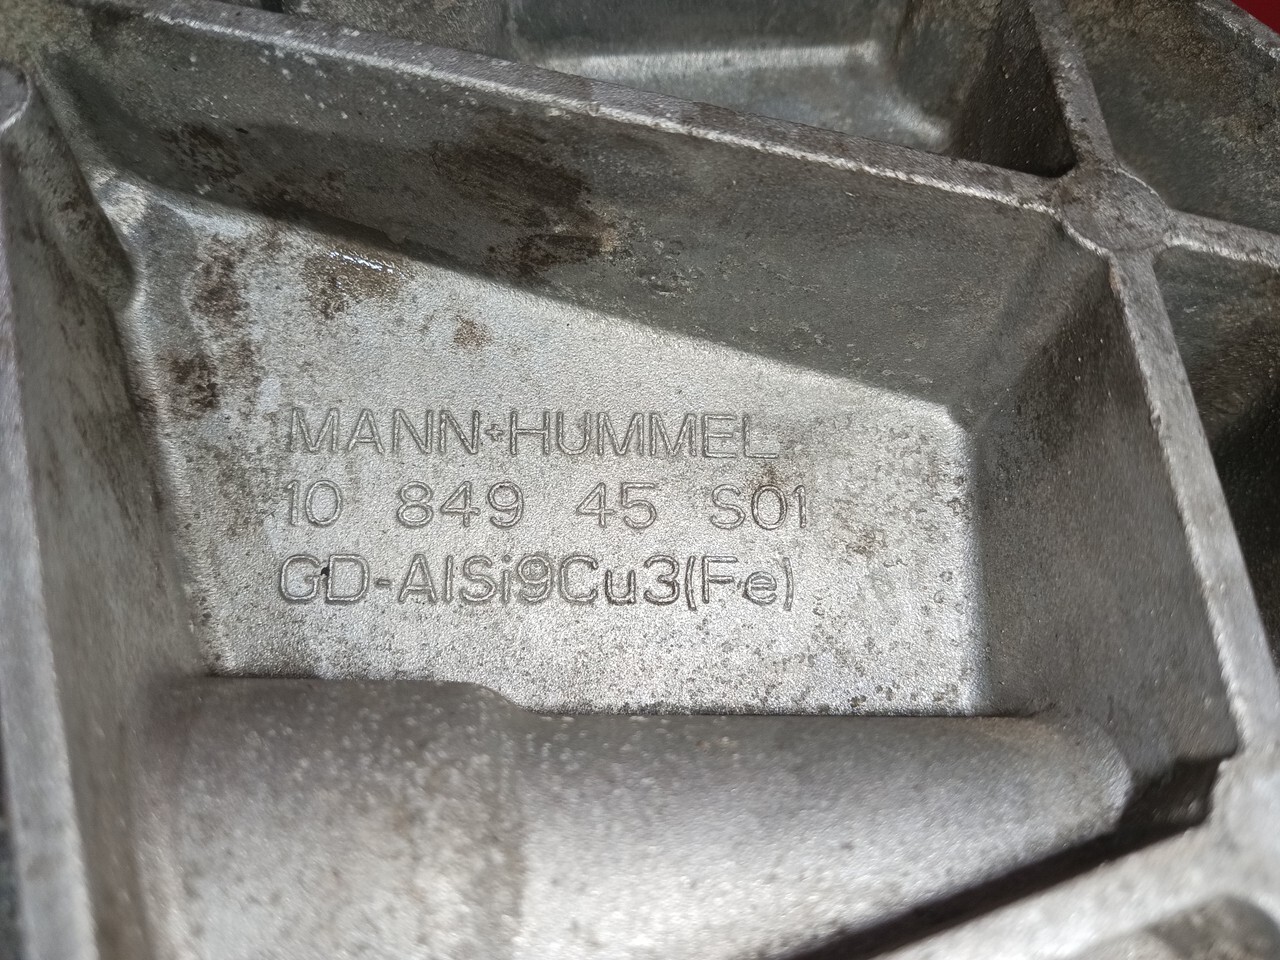 MANN+HUMMEL
10 849 45 S01
GD-AlSi9Cu3(Fe)